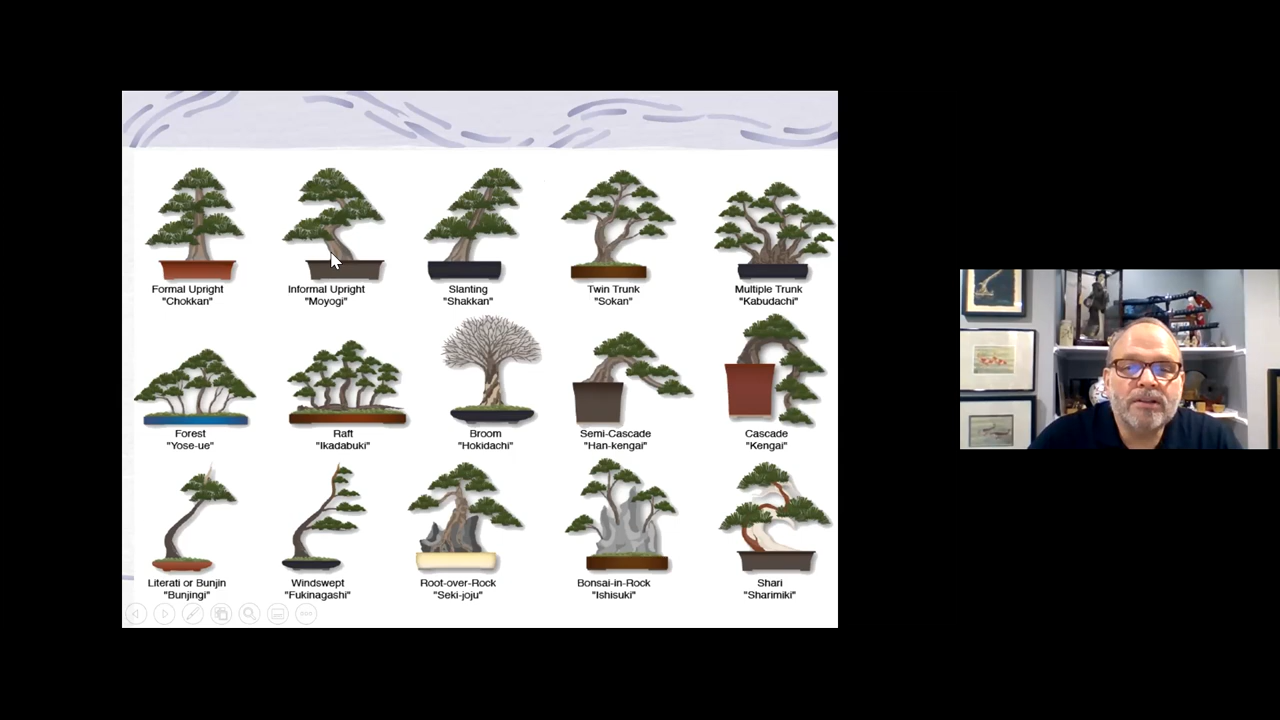 Formal Upright
"Chokkan"
Informal Upright
"Moyogi"
Slanting
"Shakkan"
Twin Trunk
"Sokan"
Multiple Trunk
"Kabudachi"
Forest
"Yose-ue"
Raft
"Ikadabuki"
Broom
"Hokidachi"
Semi-Cascade
"Han-kengai"
Cascade
"Kengai"
Literati or Bunjin
"Bunjingi"
Windswept
"Fukinagashi"
Root-over-Rock
"Seki-joju"
Bonsai-in-Rock
"Ishisuki"
Shari
"Sharimiki"